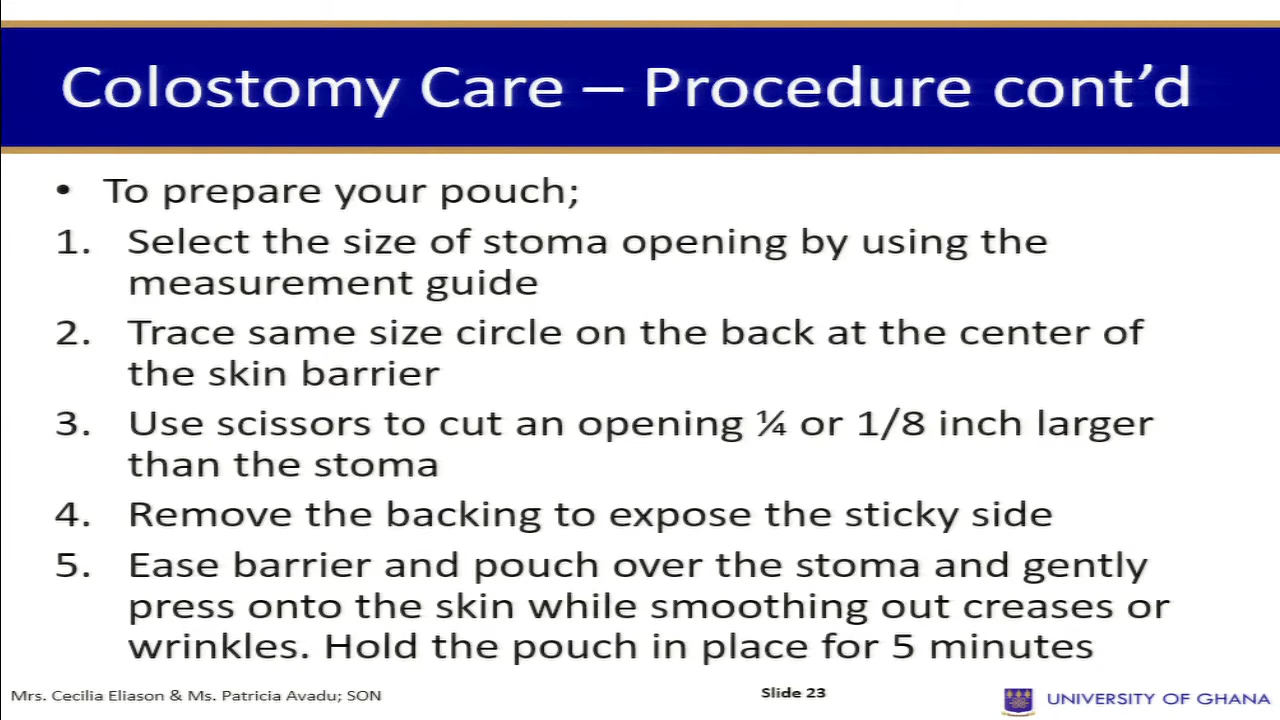 Colostomy Care – Procedure cont’d
• To prepare your pouch;
1. Select the size of stoma opening by using the
measurement guide
2. Trace same size circle on the back at the center of
the skin barrier
3. Use scissors to cut an opening ¼ or 1/8 inch larger
than the stoma
4. Remove the backing to expose the sticky side
5. Ease barrier and pouch over the stoma and gently
press onto the skin while smoothing out creases or
wrinkles. Hold the pouch in place for 5 minutes
Mrs. Cecilia Eliason & Ms. Patricia Avadu; SON
Slide 23
UNIVERSITY OF GHANA